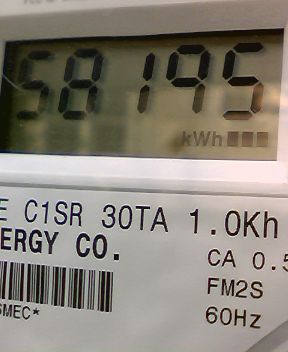 58195
kWh
E C1SR 30TA 1.0Kh
ERGY CO.
CA 0.5
FM2S
SMEC*
60Hz